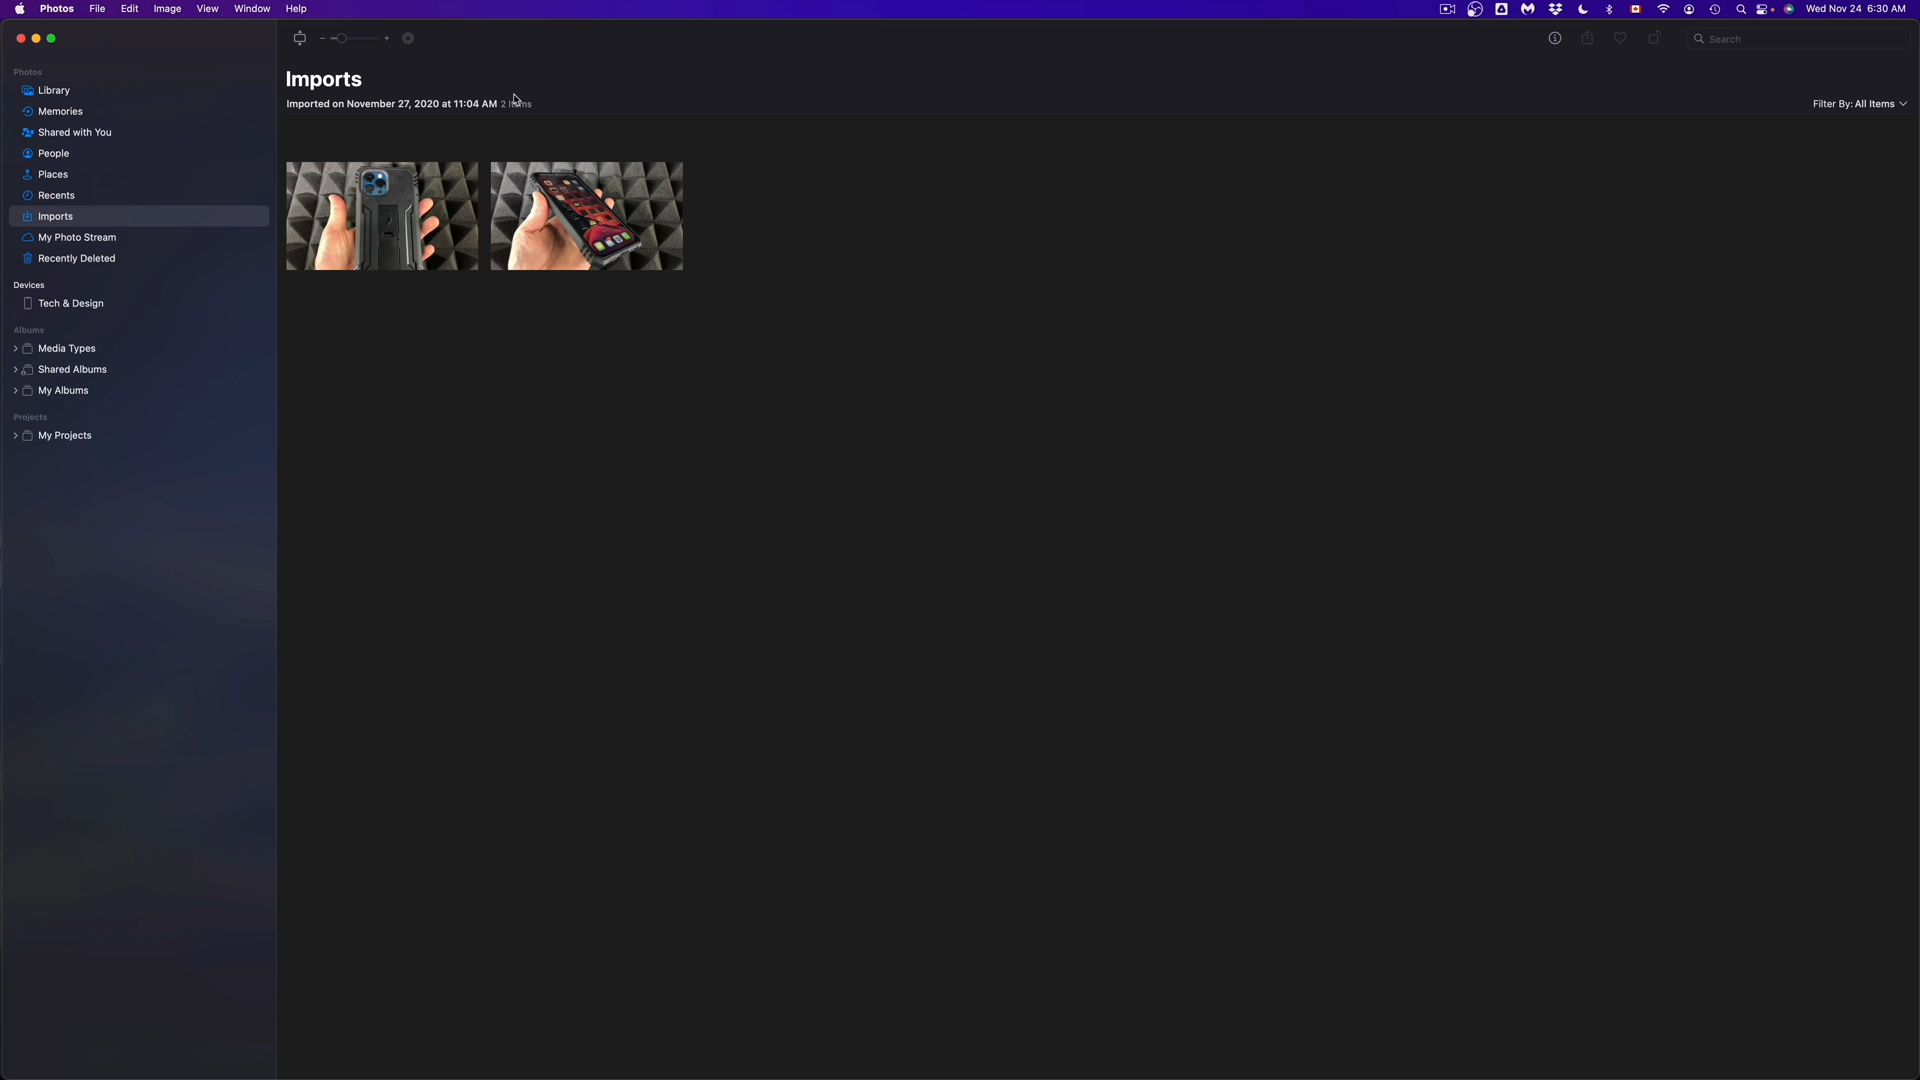 Photos File Edit Image View Window Help Wed Nov 24 6:30 AM
Search
Photos
Library
Memories
Shared with You
People
Places
Recents
Imports
My Photo Stream
Recently Deleted
Devices
Tech & Design
Albums
Media Types
Shared Albums
My Albums
Projects
My Projects
Imports
Imported on November 27, 2020 at 11:04 AM 2 Items
Filter By: All Items